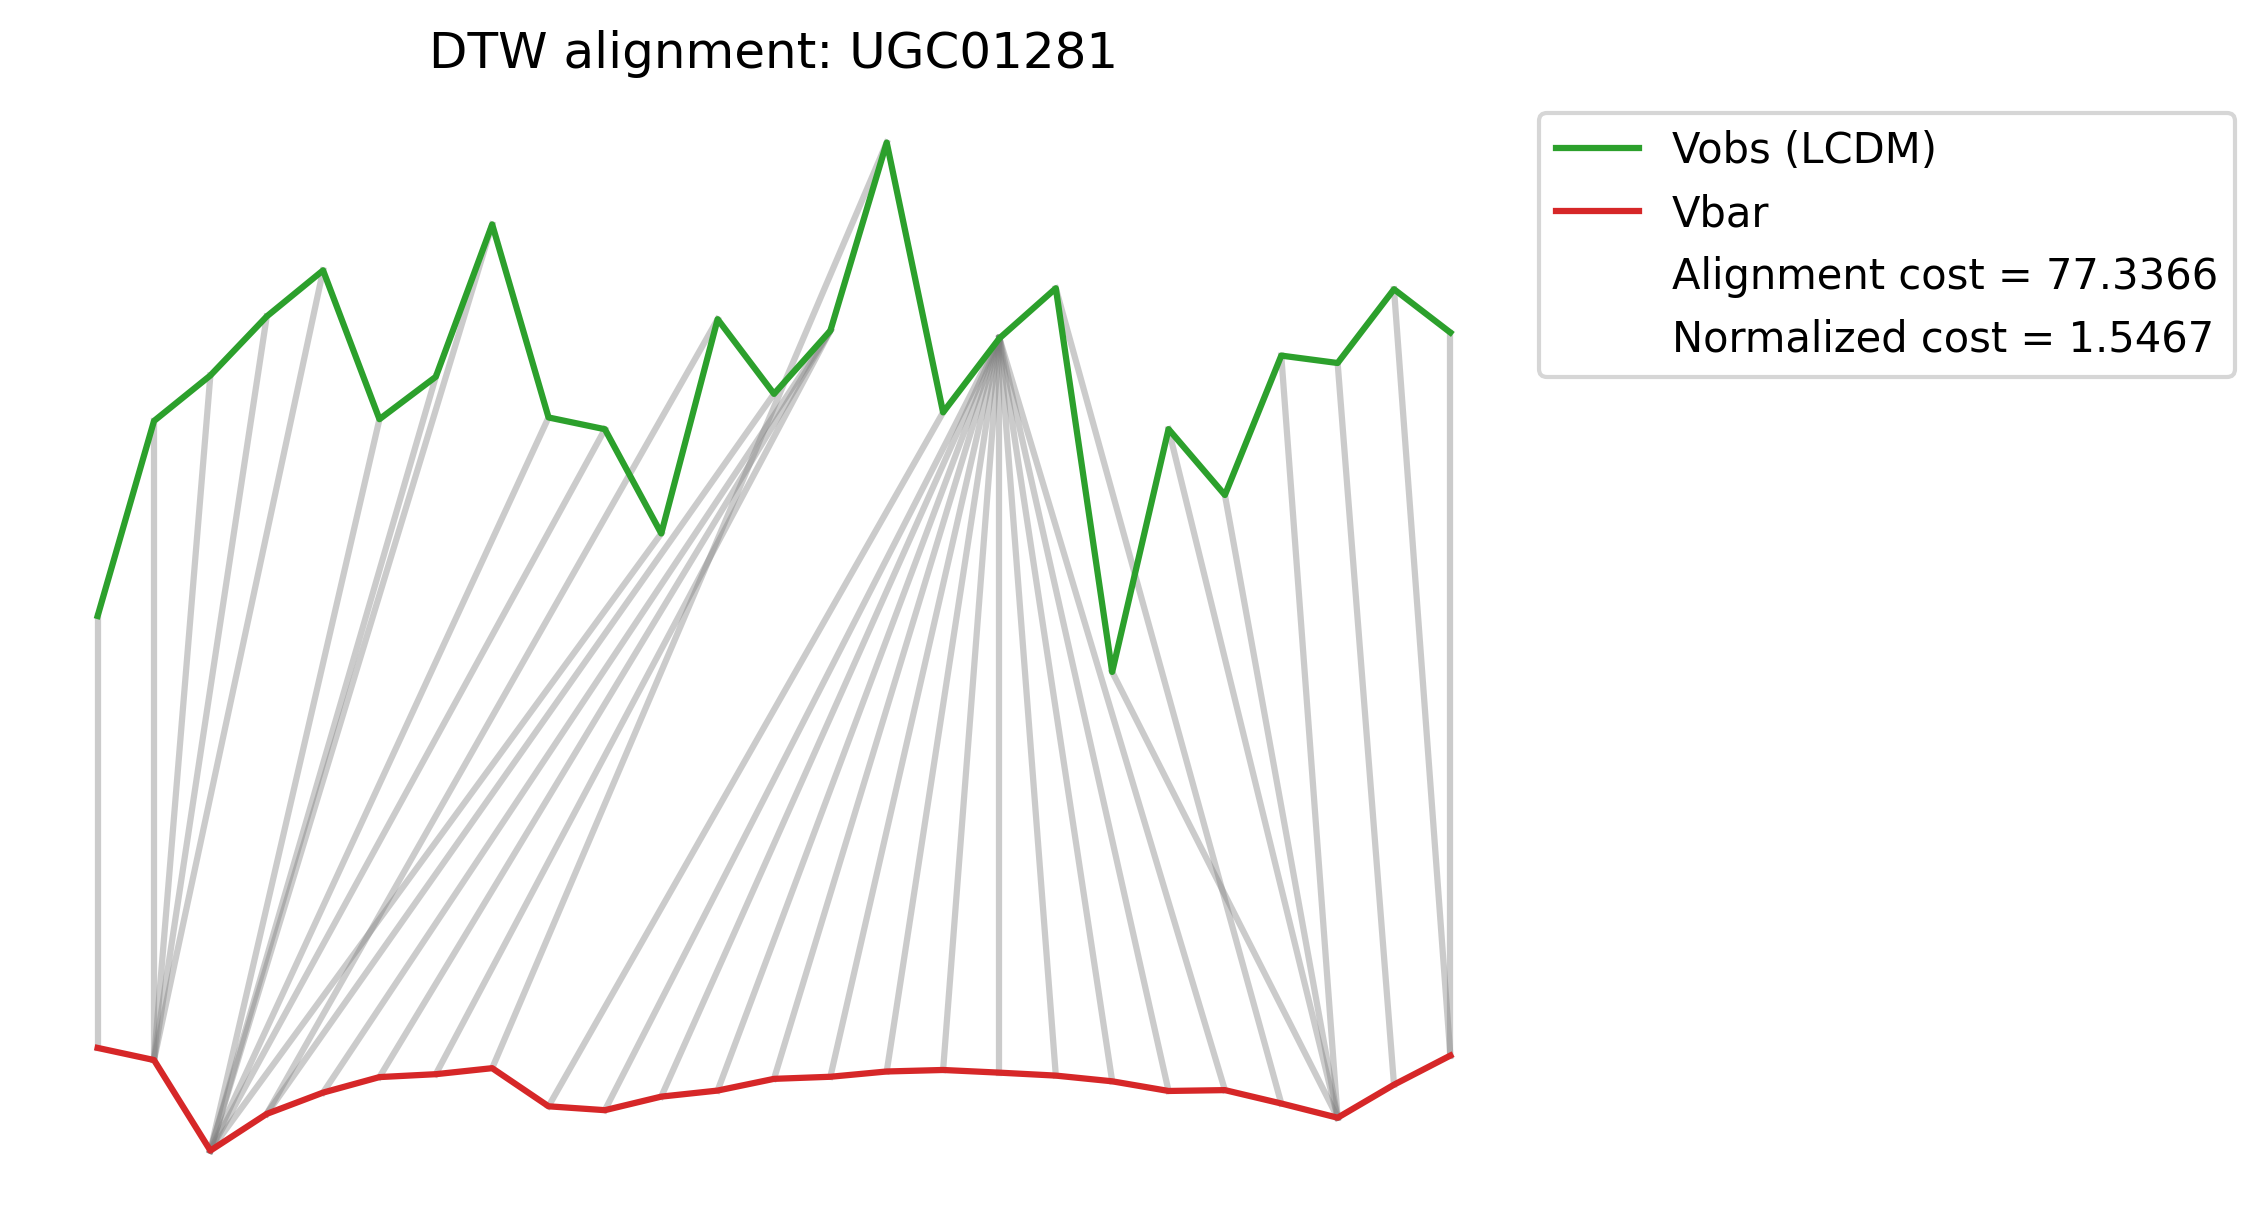 DTW alignment: UGC01281
Vobs (LCDM)
Vbar
Alignment cost = 77.3366
Normalized cost = 1.5467